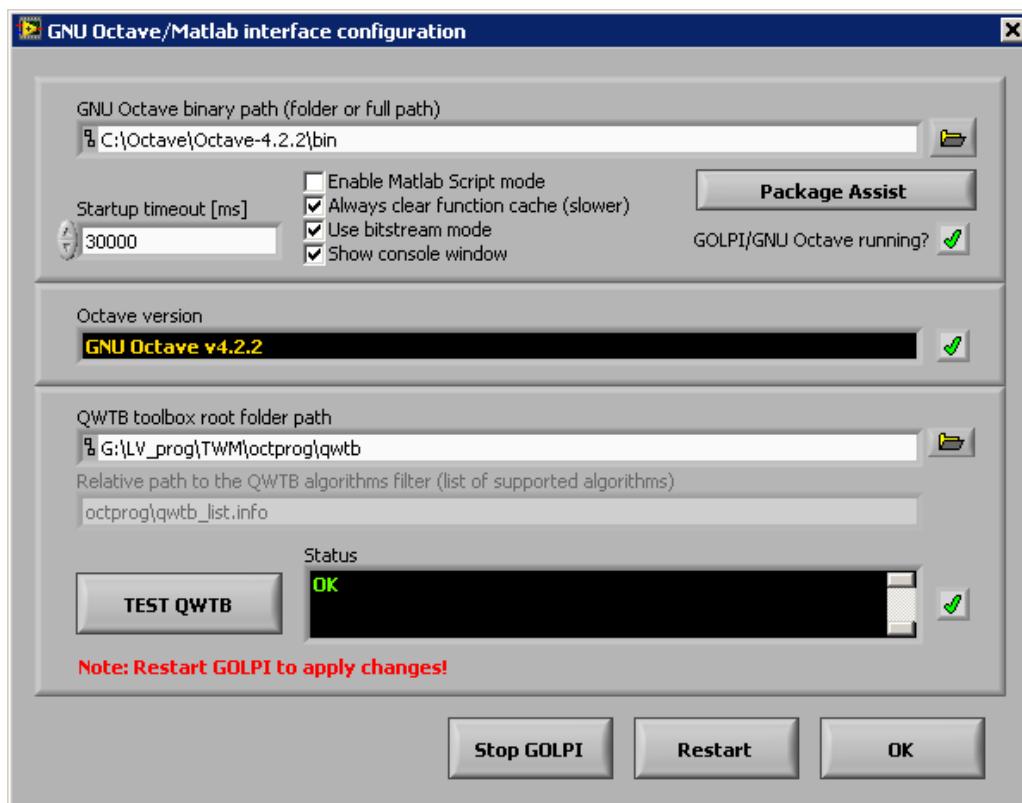 GNU Octave/Matlab interface configuration
GNU Octave binary path (folder or full path)
C:\Octave\Octave-4.2.2\bin
Enable Matlab Script mode
Package Assist
Startup timeout [ms]
Always clear function cache (slower)
30000
Use bitstream mode
GOLPI/GNU Octave running?
Show console window
Octave version
GNU Octave v4.2.2
QWTB toolbox root folder path
G:\LV_prog\TWM\octprog\qwtb
Relative path to the QWTB algorithms filter (list of supported algorithms)
octprog\qwtb_list.info
Status
OK
TEST QWTB
Note: Restart GOLPI to apply changes!
Stop GOLPI
Restart
OK